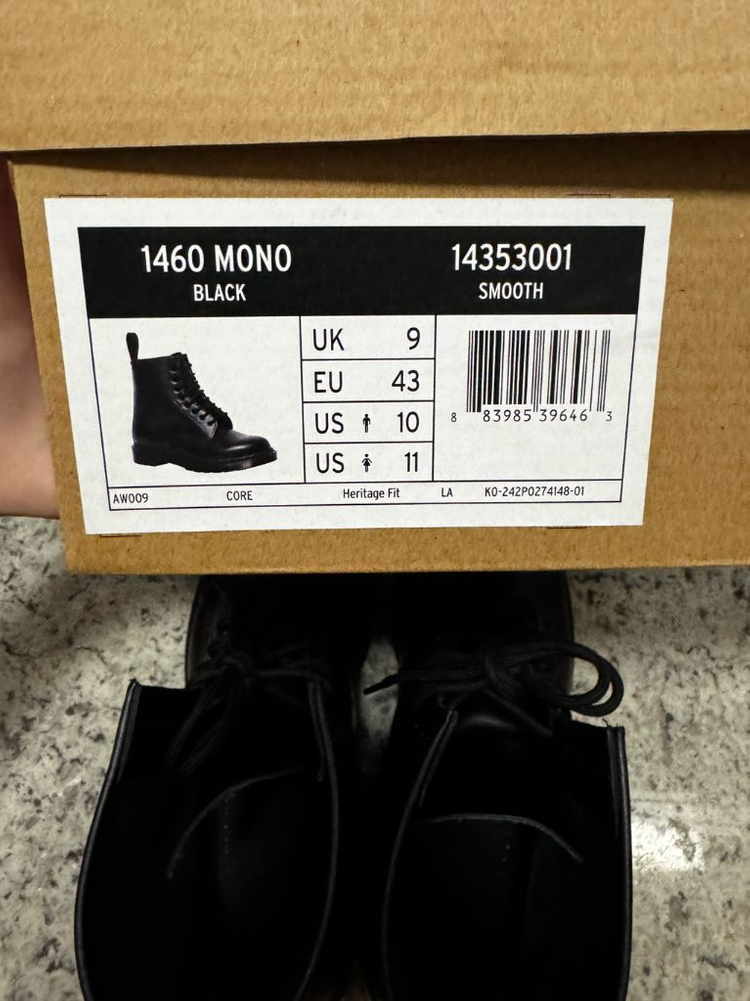 1460 MONO 14353001
BLACK SMOOTH
UK 9
EU 43
US 10
US 11
8 83985 39646 3
AW009 CORE Heritage Fit LA K0-242P0274148-01